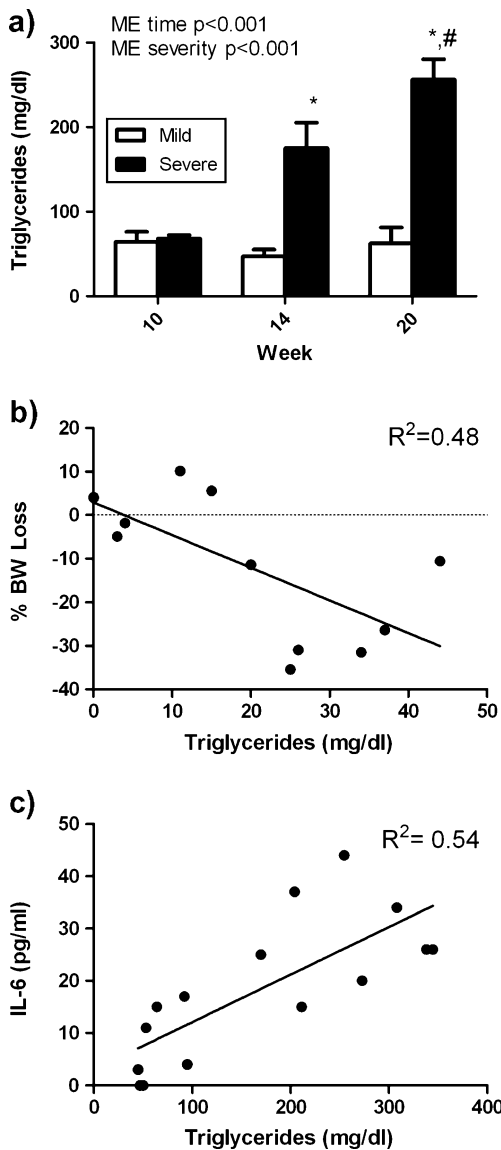 a)
ME time p<0.001
ME severity p<0.001
*,#
*
Triglycerides (mg/dl)
300
200
100
0
Mild
Severe
10
14
20
Week
b)
R²=0.48
% BW Loss
20
10
0
-10
-20
-30
-40
0
10
20
30
40
50
Triglycerides (mg/dl)
c)
R²= 0.54
IL-6 (pg/ml)
50
40
30
20
10
0
0
100
200
300
400
Triglycerides (mg/dl)